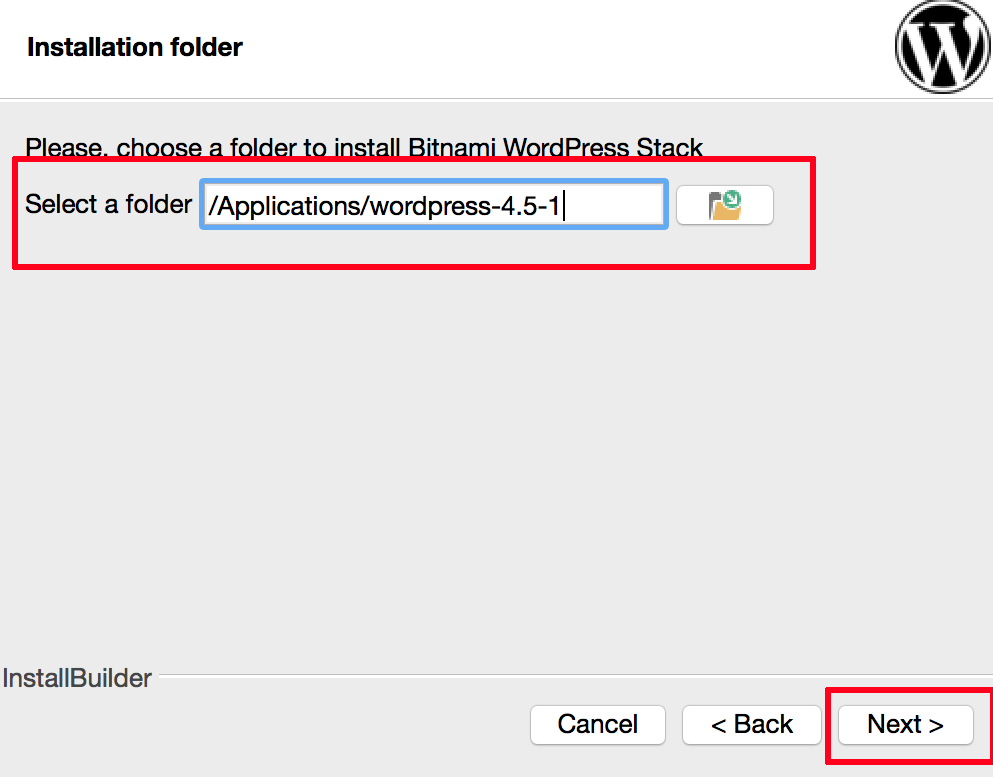 Installation folder
Please, choose a folder to install Bitnami WordPress Stack
Select a folder /Applications/wordpress-4.5-1
InstallBuilder
Cancel < Back Next >